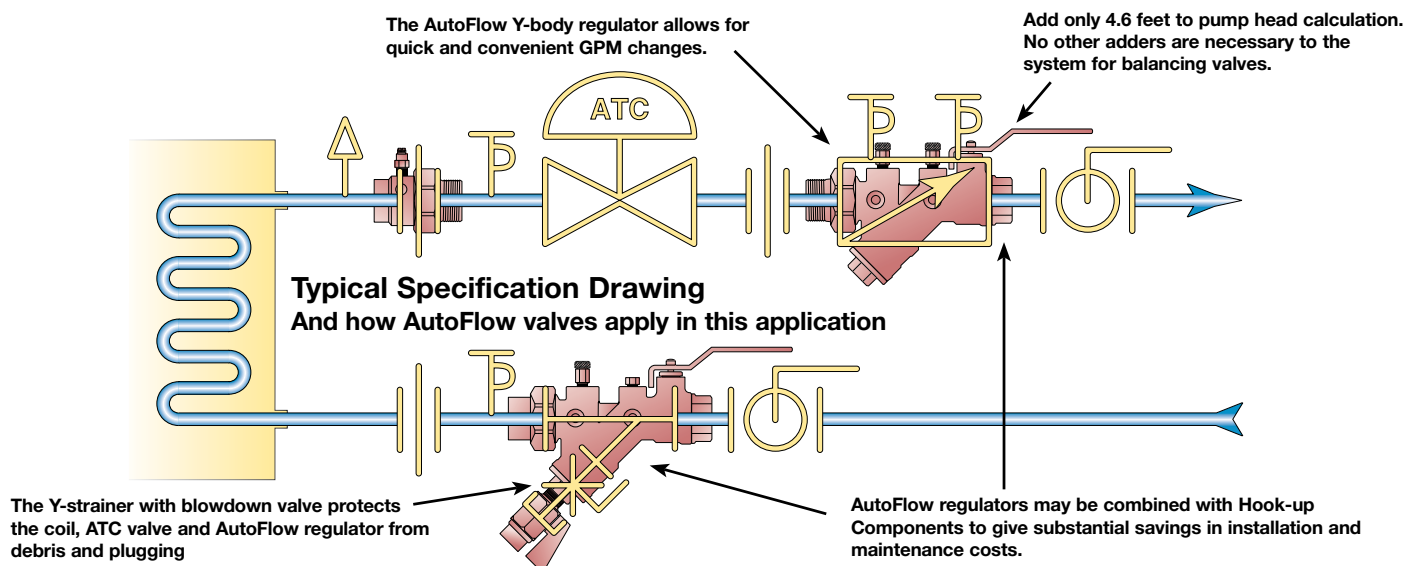 The AutoFlow Y-body regulator allows for
quick and convenient GPM changes.
Add only 4.6 feet to pump head calculation.
No other adders are necessary to the
system for balancing valves.
ATC
PT
PT
PT
Typical Specification Drawing
And how AutoFlow valves apply in this application
PT
The Y-strainer with blowdown valve protects
the coil, ATC valve and AutoFlow regulator from
debris and plugging
AutoFlow regulators may be combined with Hook-up
Components to give substantial savings in installation and
maintenance costs.